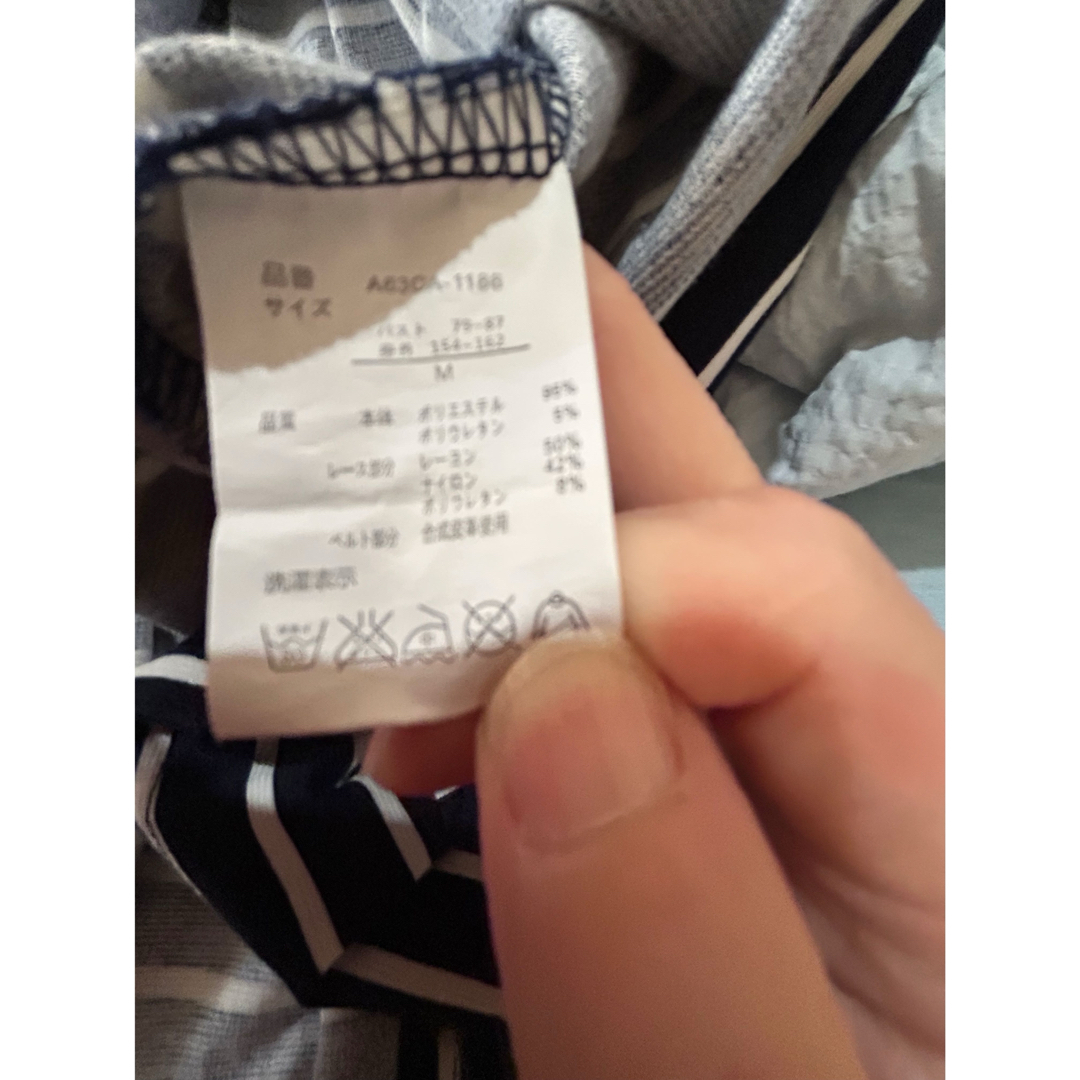 品番 A63CA-1186
サイズ
バスト 79-87
身長 154-162
M
品質 本体 ポリエステル 95%
ポリウレタン 5%
レース部分 レーヨン 50%
ナイロン 42%
ポリウレタン 8%
ベルト部分 合成皮革使用
洗濯表示